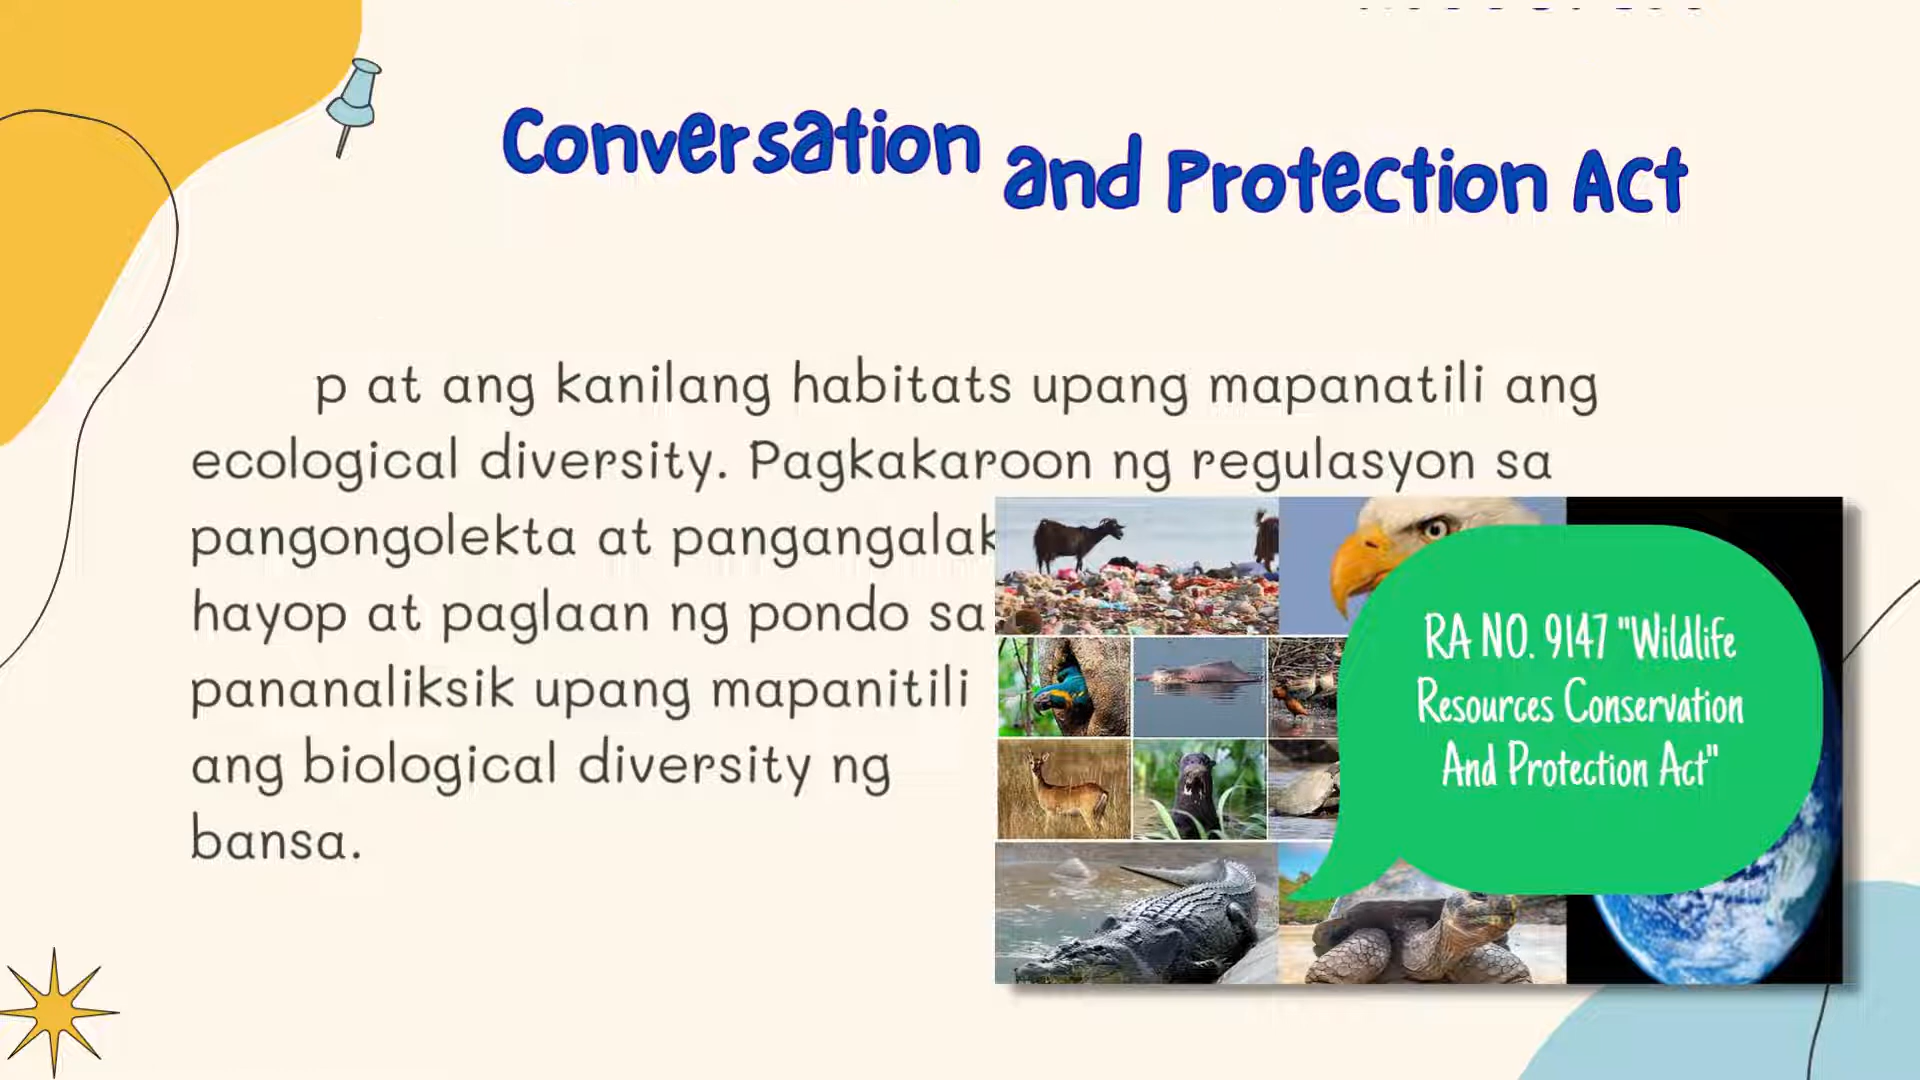 Conversation and Protection Act
p at ang kanilang habitats upang mapanatili ang
ecological diversity. Pagkakaroon ng regulasyon sa
pangongolekta at pangangalak
hayop at paglaan ng pondo sa
pananaliksik upang mapanitili
ang biological diversity ng
bansa.
RA NO. 9147 "Wildlife
Resources Conservation
And Protection Act"